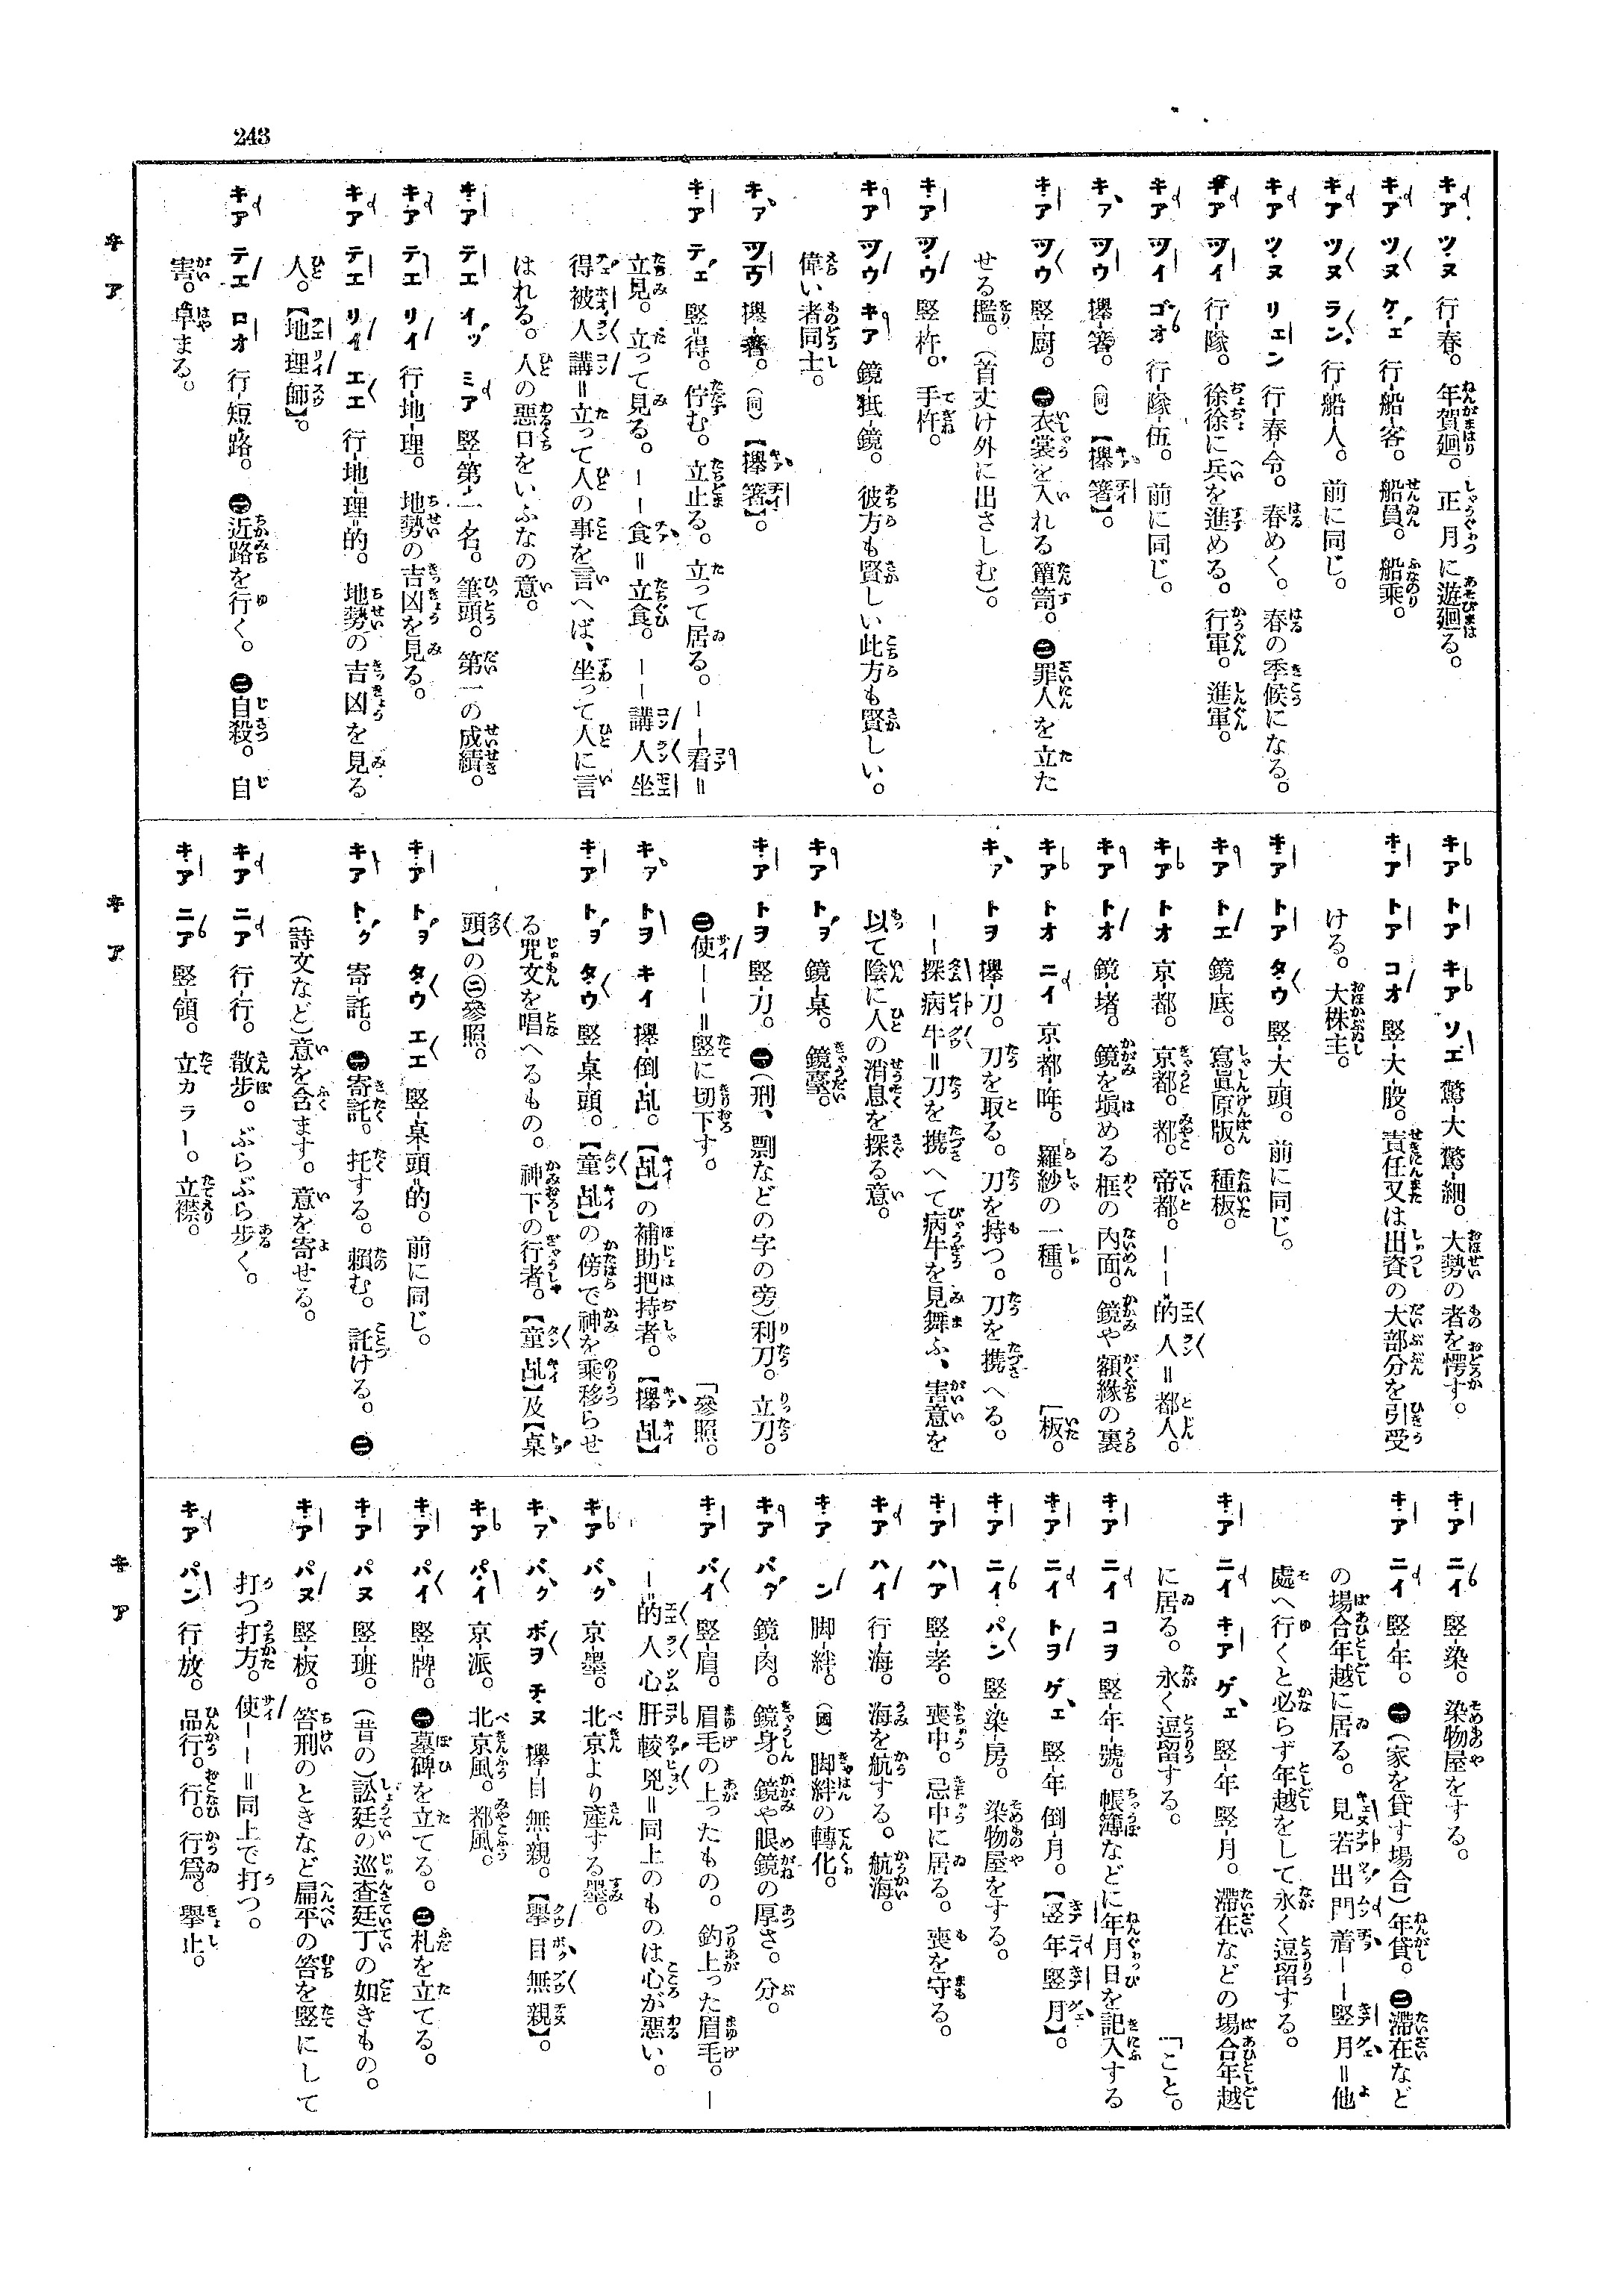 243
キア ツヌ 行-春。年賀廻。正月に遊廻る。
キア ツヌ ケェ 行-船-客。船員。船乘。
キア ツヌ ラン 行-船-人。前に同じ。
キア ツヌ リェン 行-春-令。春めく。春の季候になる。
キア ツイ 行-隊。徐徐に兵を進める。行軍。進軍。
キア ツイ ゴオ 行-隊-伍。前に同じ。
キァ ツウ 攑-箸。(同)【攑箸】。
キア ツウ 竪-厨。㊀衣裳を入れる簞笥。㊁罪人を立た
せる檻。(首丈け外に出さしむ)。
キア ツウ 竪-杵。手杵。
キア ツウ キア 鏡-抵-鏡。彼方も賢しい此方も賢しい。
偉い者同士。
キァ ツウ 攑-箸。(同)【攑箸】。
キア テェ 竪=得。佇む。立止る。立って居る。——看=
立見。立って見る。——食=立食。——講人坐
得被人講=立って人の事を言へば、坐って人に言
はれる。人の惡口をいふなの意。
キア テエ イッ ミア 竪-第-一-名。筆頭。第一の成績。
キア テエ リイ 行-地-理。地勢の吉凶を見る。
キア テエ リイ エエ 行-地-理=的。地勢の吉凶を見る
人。【地理師】。
キア テエ ロオ 行-短-路。㊀近路を行く。㊁自殺。自
害。早まる。
キア トア キア ソエ 驚-大-驚-細。大勢の者を愕す。
キア トア コオ 竪-大-股。責任又は出資の大部分を引受
ける。大株主。
キア トア タウ 竪-大-頭。前に同じ。
キア トエ 鏡-底。寫眞原版。種板。
キア トオ 京-都。京都。都。帝都。——的人=都人。
キア トオ 鏡-堵。鏡を塡める框の內面。鏡や額緣の裏
「板。
キア トオ ニイ 京-都-呢。羅紗の一種。
キァ トヲ 攑-刀。刀を取る。刀を持つ。刀を攜へる。
——探病牛=刀を攜へて病牛を見舞ふ、害意を
以て陰に人の消息を探る意。
キア トヲ 鏡-桌。鏡臺。
キア トヲ 竪-刀。㊀(刑、剽などの字の旁)利刀。立刀。
㊁使——=竪に切下す。
「參照。
キァ トヲ キイ 攑-倒-乩。【乩】の補助把持者。【攑乩】
キア トヲ タウ 竪-桌-頭。【童乩】の傍で神を乘移らせ
る咒文を唱へるもの。神下の行者。【童乩】及【桌
頭】の㊁參照。
キア トヲ タウ エエ 竪-桌-頭=的。前に同じ。
キア トク 寄-託。㊀寄託。托する。賴む。託ける。㊁
(詩文など)意を含ます。意を寄せる。
キア ニア 行-行。散步。ぶらぶら步く。
キア ニア 竪-領。立カラー。立襟。
キア ニイ 竪-染。染物屋をする。
キア ニイ 竪-年。㊀(家を貸す場合)年貸。㊁滯在など
の場合年越に居る。見若出門着——竪月=他
處へ行くと必らず年越をして永く逗留する。
キア ニイ キア ゲェ 竪-年 竪-月。滯在などの場合年越
に居る。永く逗留する。
「こと。
キア ニイ コヲ 竪-年-號。帳簿などに年月日を記入する
キア ニイ トヲ ゲェ 竪-年 倒-月。【竪年竪月】。
キア ニイ パン 竪-染-房。染物屋をする。
キア ハア 竪-孝。喪中。忌中に居る。喪を守る。
キア ハイ 行-海。海を航する。航海。
キア ン 脚-絆。(國)脚絆の轉化。
キア バァ 鏡-肉。鏡身。鏡や眼鏡の厚さ。分。
キア バイ 竪-眉。眉毛の上ったもの。釣上った眉毛。—
—=的人心肝較兇=同上のものは心が惡い。
キア バク 京-墨。北京より產する墨。
キァ バク ボヲ チヌ 攑-目 無-親。【擧目無親】。
キア パイ 京-派。北京風。都風。
キア パイ 竪-牌。㊀墓碑を立てる。㊁札を立てる。
キア パヌ 竪-班。(昔の)訟廷の巡查廷丁の如きもの。
キア パヌ 竪-板。笞刑のときなど扁平の笞を竪にして
打つ打方。使——=同上で打つ。
キア パン 行-放。品行。行。行爲。擧止。
キア
キア
キア